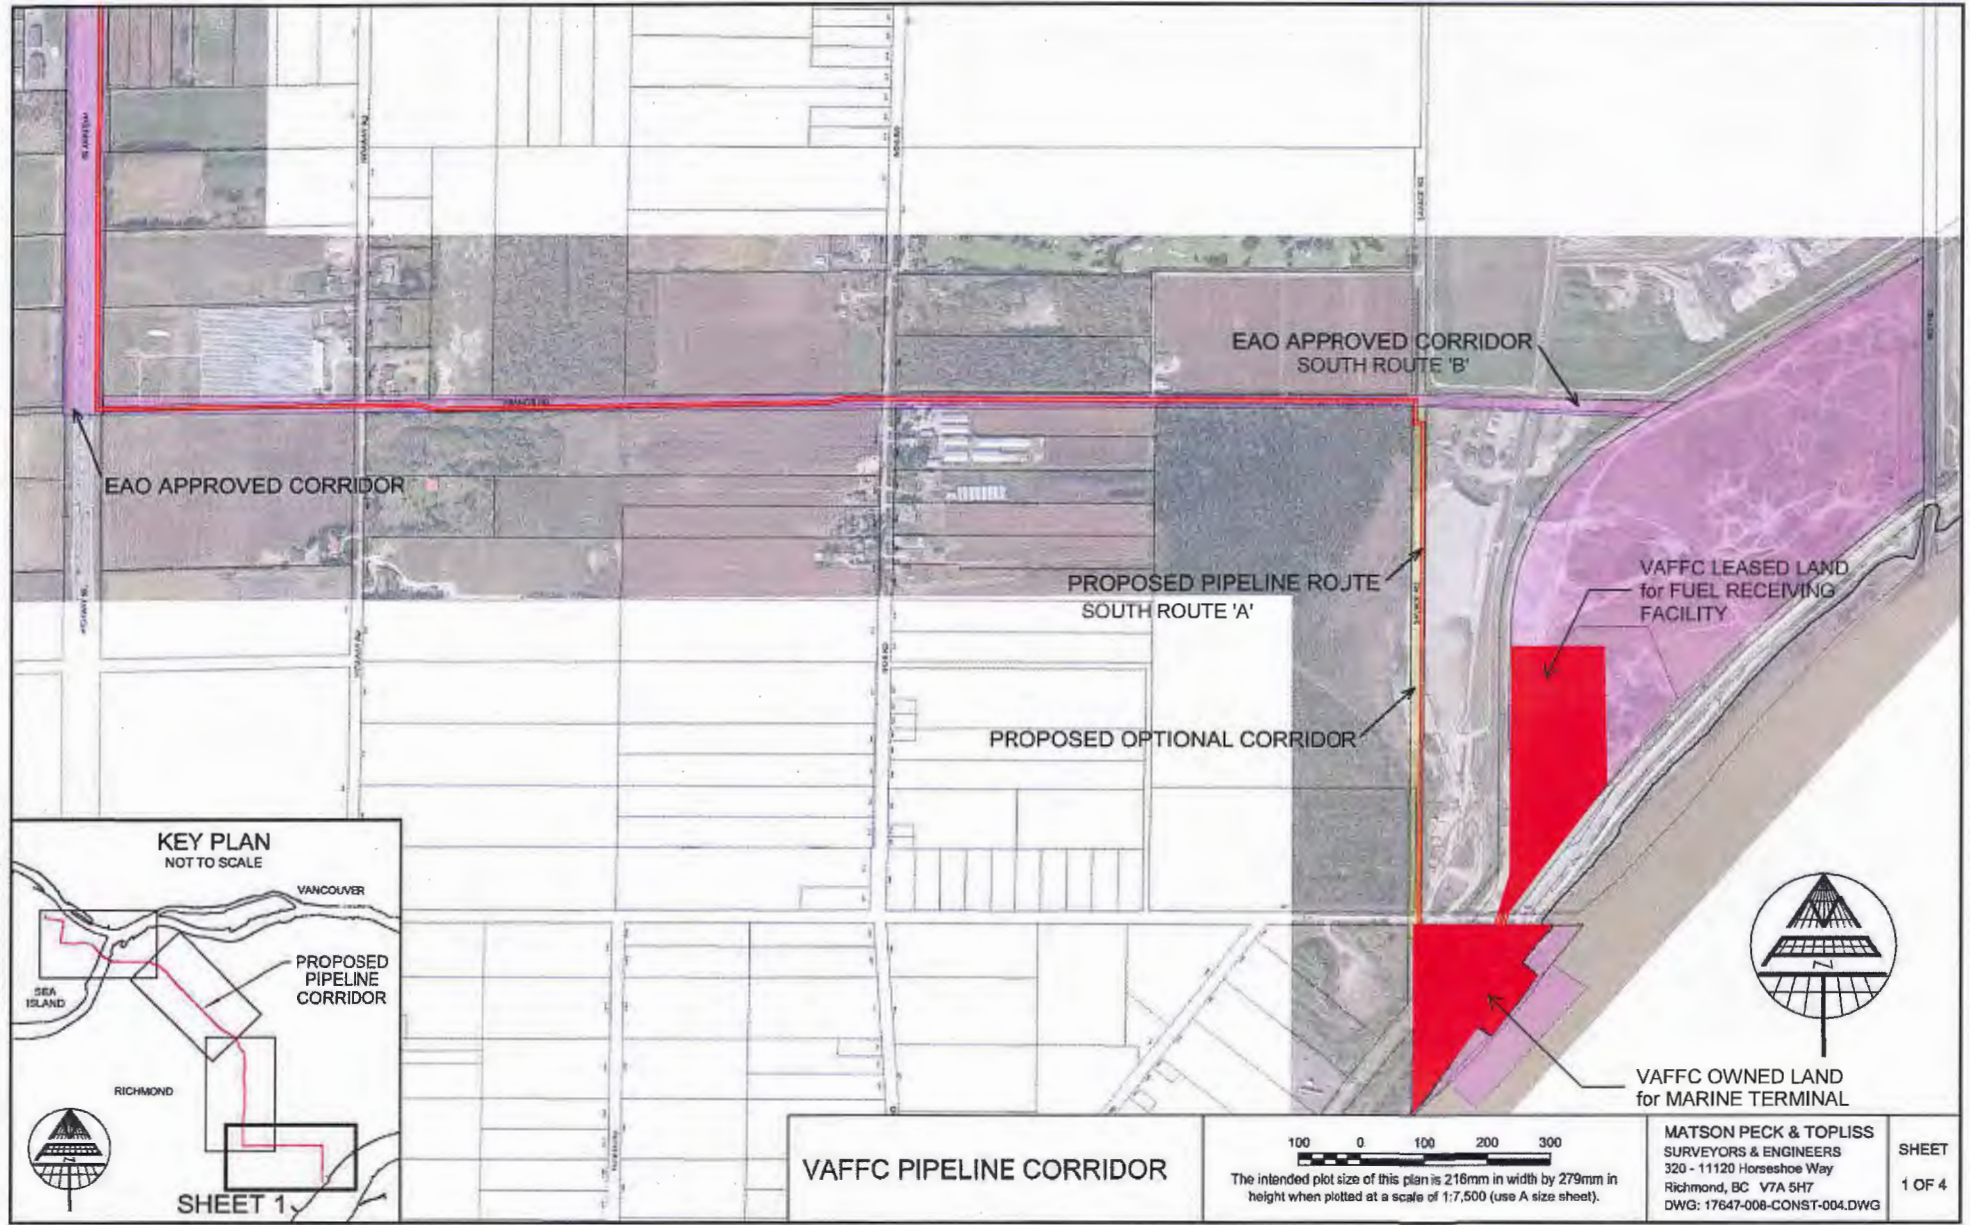 SAVAGE RD
EAO APPROVED CORRIDOR
SOUTH ROUTE 'B'
EAO APPROVED CORRIDOR
VAFFC LEASED LAND
for FUEL RECEIVING
FACILITY
PROPOSED PIPELINE ROUTE
SOUTH ROUTE 'A'
PROPOSED OPTIONAL CORRIDOR
KEY PLAN
NOT TO SCALE
VANCOUVER
PROPOSED
PIPELINE
CORRIDOR
SEA
ISLAND
RICHMOND
SHEET 1
VAFFC OWNED LAND
for MARINE TERMINAL
VAFFC PIPELINE CORRIDOR
100 0 100 200 300
The intended plot size of this plan is 216mm in width by 279mm in
height when plotted at a scale of 1:7,500 (use A size sheet).
MATSON PECK & TOPLISS
SURVEYORS & ENGINEERS
320 - 11120 Horseshoe Way
Richmond, BC V7A 5H7
DWG: 17647-008-CONST-004.DWG
SHEET
1 OF 4